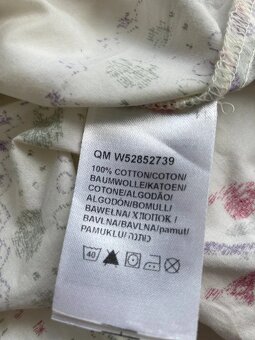 QM W52852739
100% COTTON/COTON/
BAUMWOLLE/KATOEN/
COTONE/ALGODÃO/
ALGODÓN/BOMULL/
BAWEŁNA/ХЛОПОК/
BAVLNA/BAVLNA/pamut/
PAMUKLU/כותנה
40